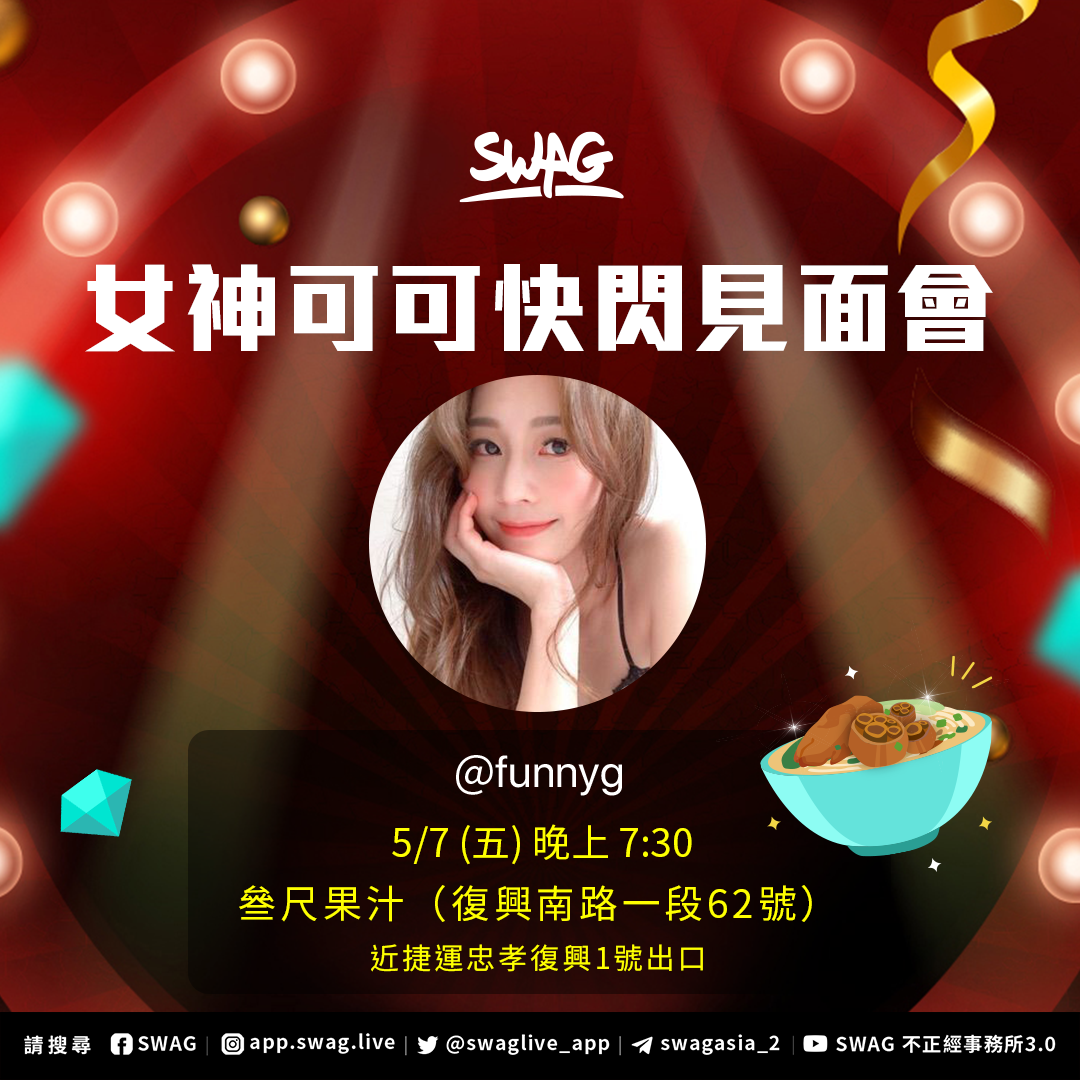 SWAG
女神可可快閃見面會
@funnyg
5/7 (五) 晚上 7:30
叄尺果汁（復興南路一段62號）
近捷運忠孝復興1號出口
請搜尋 SWAG | app.swag.live | @swaglive_app | swagasia_2 | SWAG 不正經事務所3.0